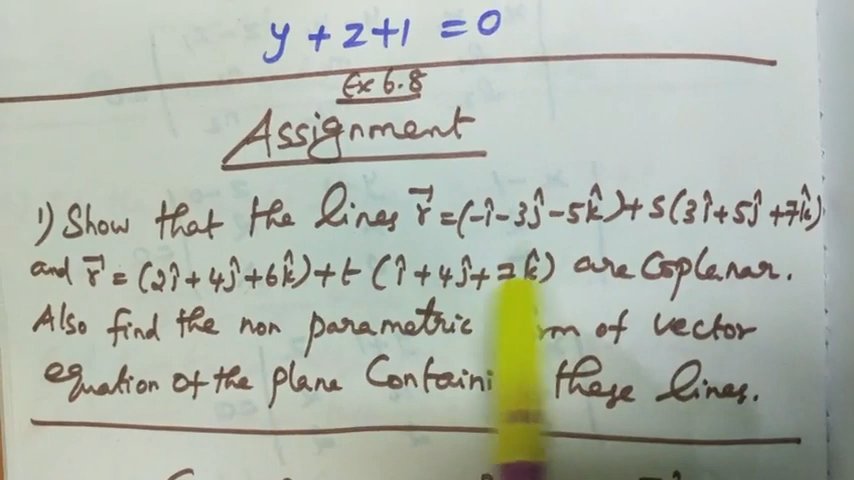 y + z + 1 = 0
Ex 6.8
Assignment
1) Show that the lines r⃗ = (-î - 3ĵ - 5k̂) + s(3î + 5ĵ + 7k̂)
and r⃗ = (2î + 4ĵ + 6k̂) + t (î + 4ĵ + 7k̂) are Coplanar.
Also find the non parametric of vector
equation of the plane these lines.